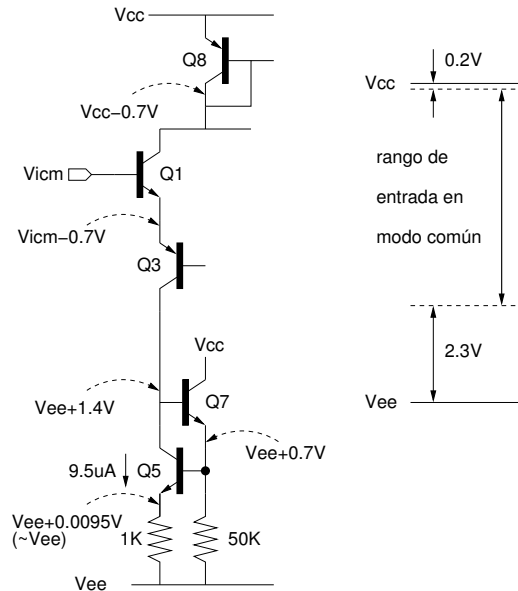 Vcc
Q8
Vcc−0.7V
Vicm
Q1
Vicm−0.7V
Q3
Vcc
Q7
Vee+1.4V
Vee+0.7V
9.5uA
Q5
Vee+0.0095V
(~Vee)
1K
50K
Vee
0.2V
Vcc
rango de
entrada en
modo común
2.3V
Vee